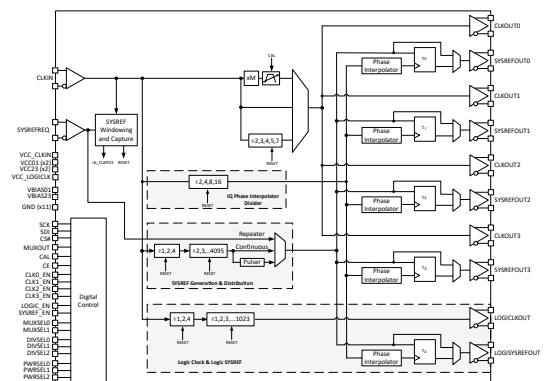 CLKIN
SYSREFREQ
VCC_CLKIN
VCC01 (x2)
VCC23 (x2)
VCC_LOGICLK
VBIAS01
VBIAS23
GND (x11)
SCK
SDI
CS#
MUXOUT
CAL
CE
CLK0_EN
CLK1_EN
CLK2_EN
CLK3_EN
LOGIC_EN
SYSREF_EN
MUXSEL0
MUXSEL1
DIVSEL0
DIVSEL1
DIVSEL2
PWRSEL0
PWRSEL1
PWRSEL2
Digital
Control
SYSREF
Windowing
and Capture
rb_CLKPOS
RESET
CAL
xM
÷2,3,4,5,7
RESET
÷2,4,8,16
RESET
IQ Phase Interpolator
Divider
Repeater
Continuous
÷1,2,4
÷2,3,...4095
Pulser
RESET
RESET
SYSREF Generation & Distribution
÷1,2,4
÷1,2,3,...1023
RESET
RESET
Logic Clock & Logic SYSREF
CLKOUT0
Phase
Interpolator
τ0
SYSREFOUT0
CLKOUT1
Phase
Interpolator
τ1
SYSREFOUT1
CLKOUT2
Phase
Interpolator
τ2
SYSREFOUT2
CLKOUT3
Phase
Interpolator
τ3
SYSREFOUT3
LOGICLKOUT
Phase
Interpolator
τ4
LOGISYSREFOUT